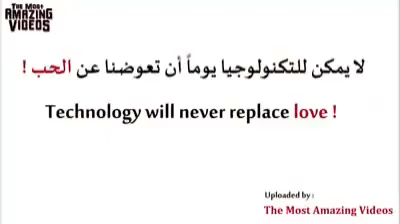 The Most
AMAZING
VIDEOS
لا يمكن للتكنولوجيا يوماً أن تعوضنا عن الحب !
Technology will never replace love !
Uploaded by :
The Most Amazing Videos